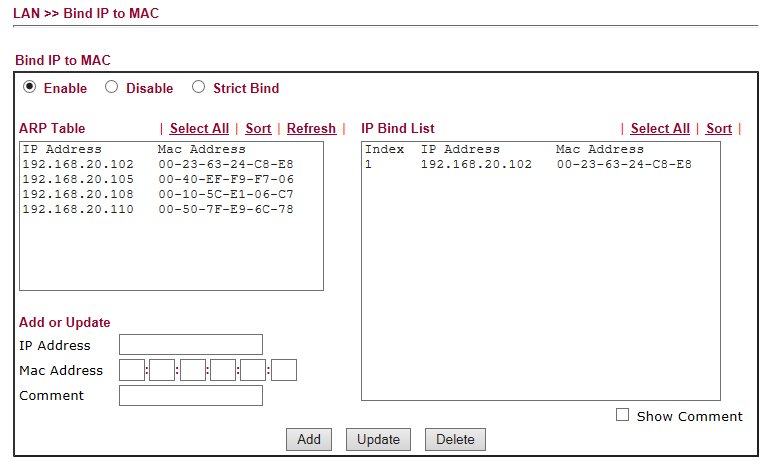 LAN >> Bind IP to MAC
Bind IP to MAC
Enable Disable Strict Bind
ARP Table | Select All | Sort | Refresh |
IP Address Mac Address
192.168.20.102 00-23-63-24-C8-E8
192.168.20.105 00-40-EF-F9-F7-06
192.168.20.108 00-10-5C-E1-06-C7
192.168.20.110 00-50-7F-E9-6C-78
IP Bind List | Select All | Sort |
Index IP Address Mac Address
1 192.168.20.102 00-23-63-24-C8-E8
Add or Update
IP Address
Mac Address : : : : :
Comment
Show Comment
Add Update Delete